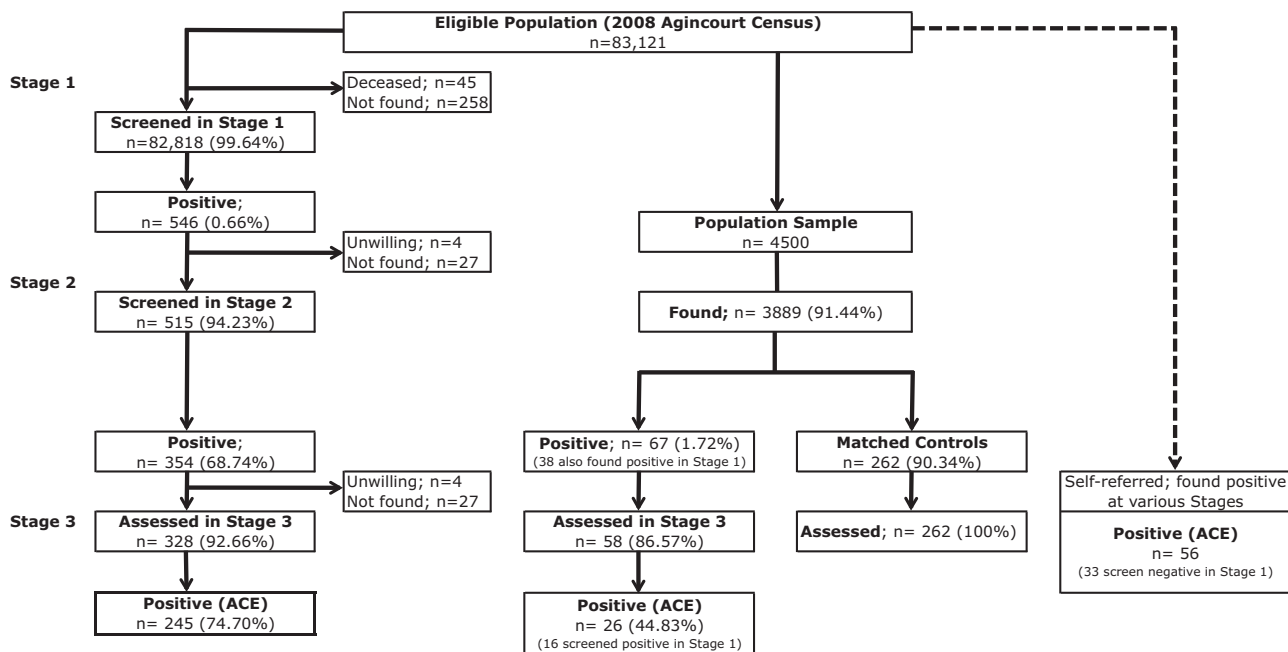 Eligible Population (2008 Agincourt Census)
n=83,121
Stage 1
Deceased; n=45
Not found; n=258
Screened in Stage 1
n=82,818 (99.64%)
Positive;
n= 546 (0.66%)
Unwilling; n=4
Not found; n=27
Stage 2
Screened in Stage 2
n= 515 (94.23%)
Positive;
n= 354 (68.74%)
Unwilling; n=4
Not found; n=27
Stage 3
Assessed in Stage 3
n= 328 (92.66%)
Positive (ACE)
n= 245 (74.70%)
Population Sample
n= 4500
Found; n= 3889 (91.44%)
Positive; n= 67 (1.72%)
(38 also found positive in Stage 1)
Assessed in Stage 3
n= 58 (86.57%)
Positive (ACE)
n= 26 (44.83%)
(16 screened positive in Stage 1)
Matched Controls
n= 262 (90.34%)
Assessed; n= 262 (100%)
Self-referred; found positive
at various Stages
Positive (ACE)
n= 56
(33 screen negative in Stage 1)